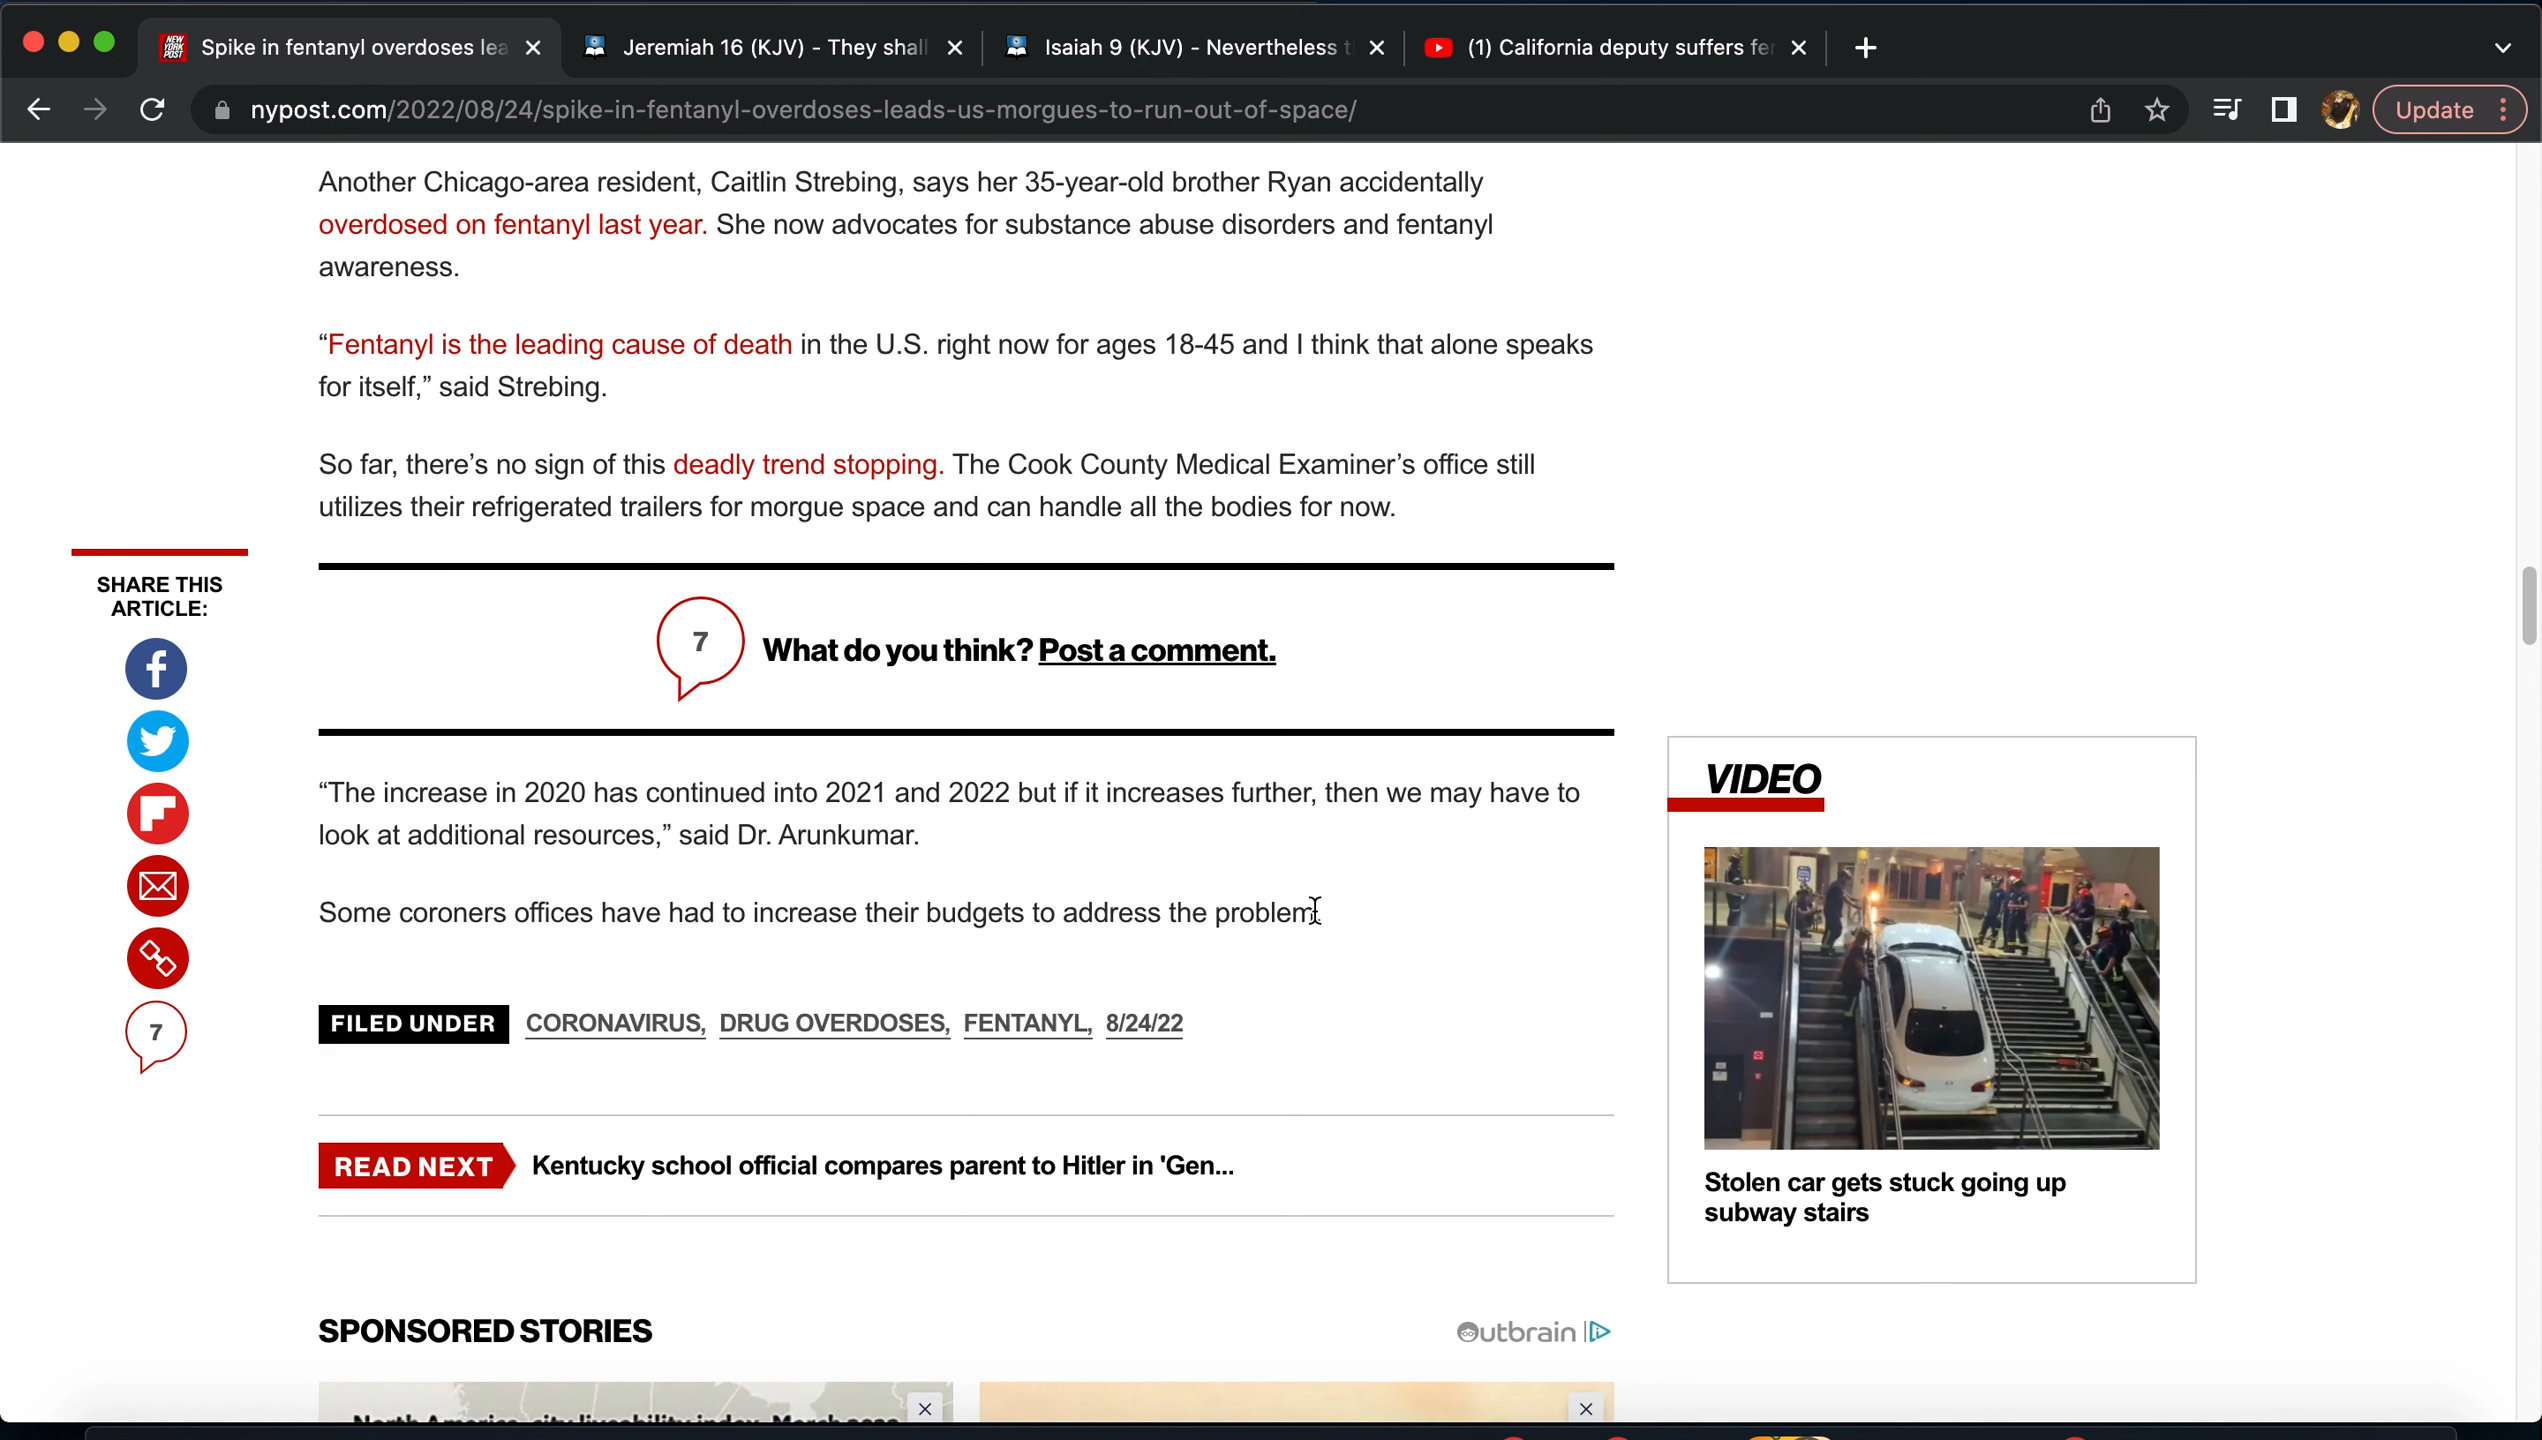 NEW YORK POST
Spike in fentanyl overdoses lea
Jeremiah 16 (KJV) - They shall
Isaiah 9 (KJV) - Nevertheless t
(1) California deputy suffers fe
nypost.com/2022/08/24/spike-in-fentanyl-overdoses-leads-us-morgues-to-run-out-of-space/
Update
Another Chicago-area resident, Caitlin Strebing, says her 35-year-old brother Ryan accidentally
overdosed on fentanyl last year. She now advocates for substance abuse disorders and fentanyl
awareness.
“Fentanyl is the leading cause of death in the U.S. right now for ages 18-45 and I think that alone speaks
for itself,” said Strebing.
So far, there’s no sign of this deadly trend stopping. The Cook County Medical Examiner’s office still
utilizes their refrigerated trailers for morgue space and can handle all the bodies for now.
SHARE THIS
ARTICLE:
7
7 What do you think? Post a comment.
“The increase in 2020 has continued into 2021 and 2022 but if it increases further, then we may have to
look at additional resources,” said Dr. Arunkumar.
Some coroners offices have had to increase their budgets to address the problem.
FILED UNDER CORONAVIRUS, DRUG OVERDOSES, FENTANYL, 8/24/22
READ NEXT Kentucky school official compares parent to Hitler in 'Gen...
VIDEO
Stolen car gets stuck going up
subway stairs
SPONSORED STORIES
Outbrain
North America, city liveability index, March